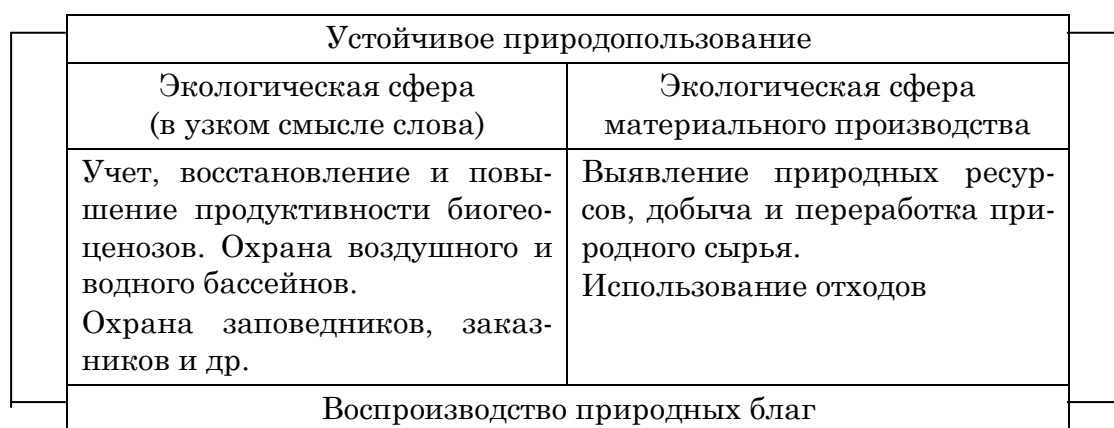 Устойчивое природопользование
Экологическая сфера
(в узком смысле слова)
Экологическая сфера
материального производства
Учет, восстановление и повы-
шение продуктивности биогео-
ценозов. Охрана воздушного и
водного бассейнов.
Охрана заповедников, заказ-
ников и др.
Выявление природных ресур-
сов, добыча и переработка при-
родного сырья.
Использование отходов
Воспроизводство природных благ